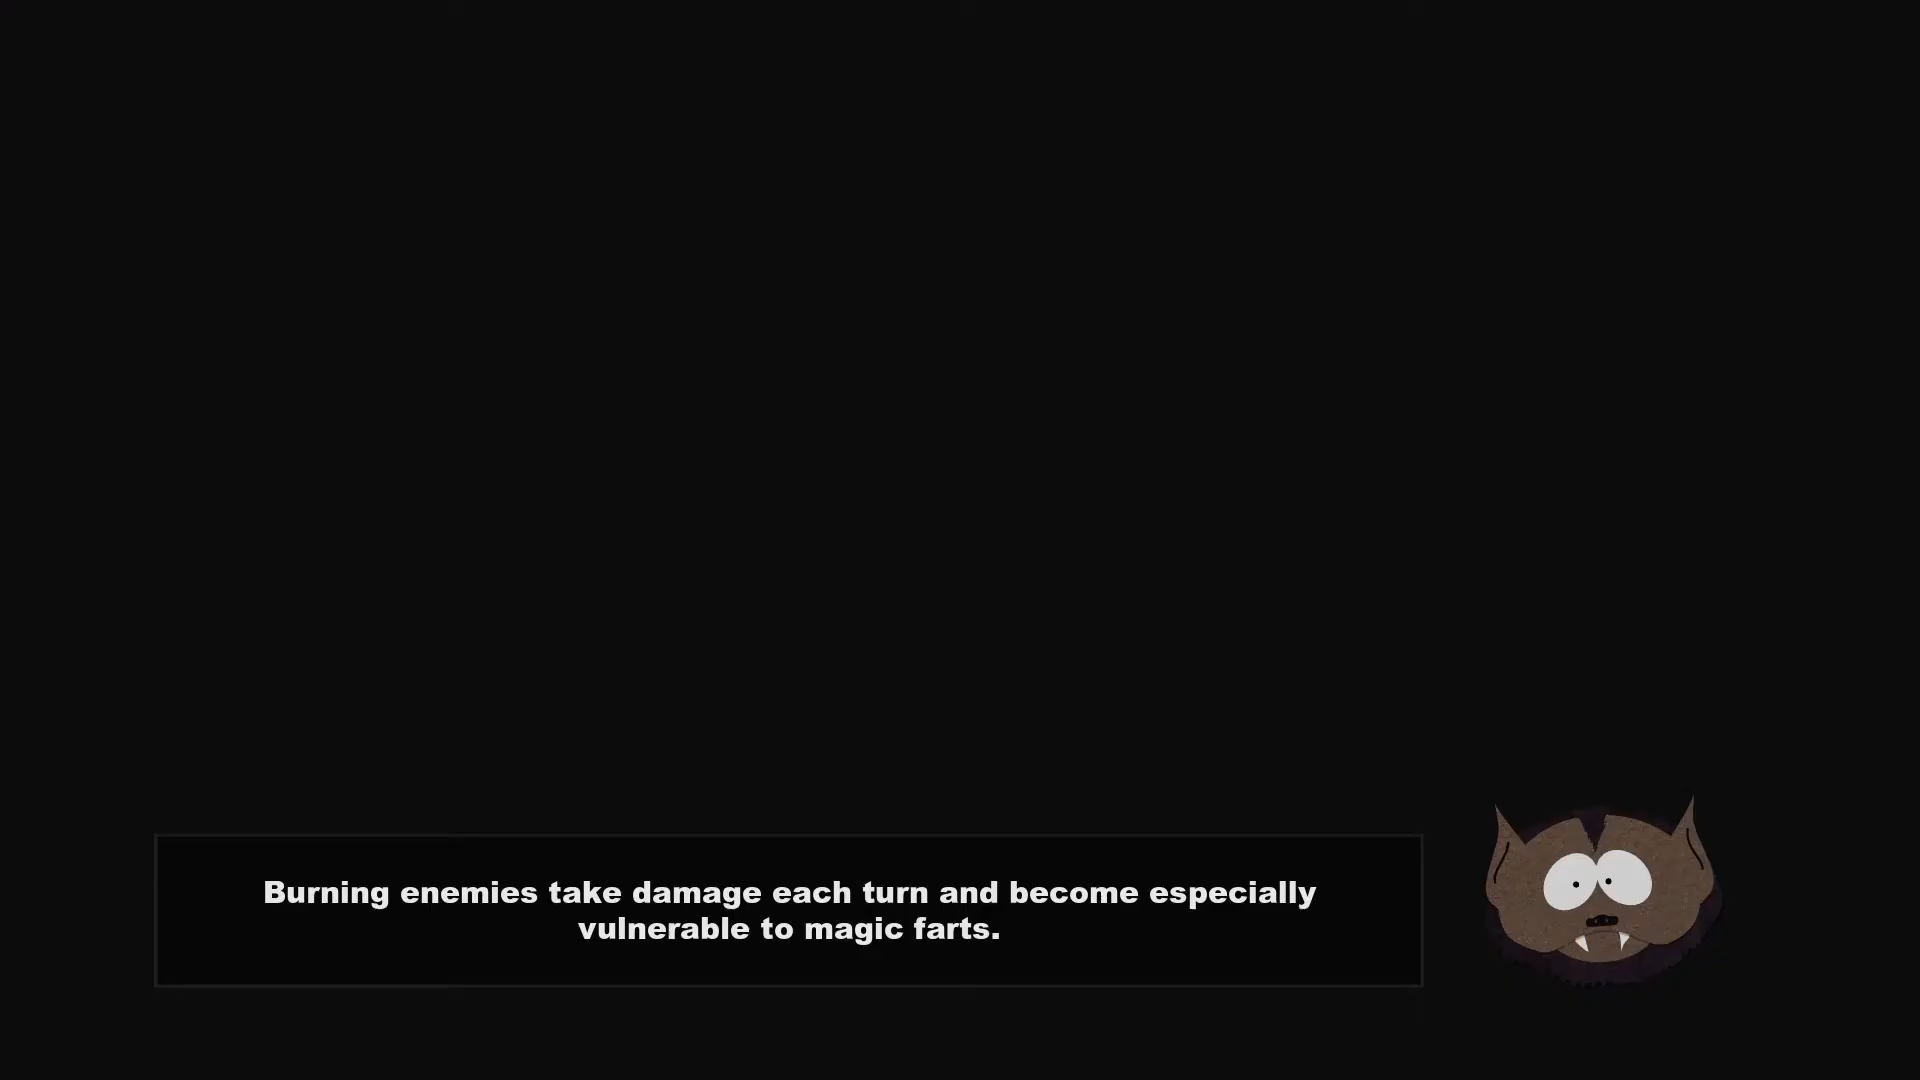 Burning enemies take damage each turn and become especially
vulnerable to magic farts.